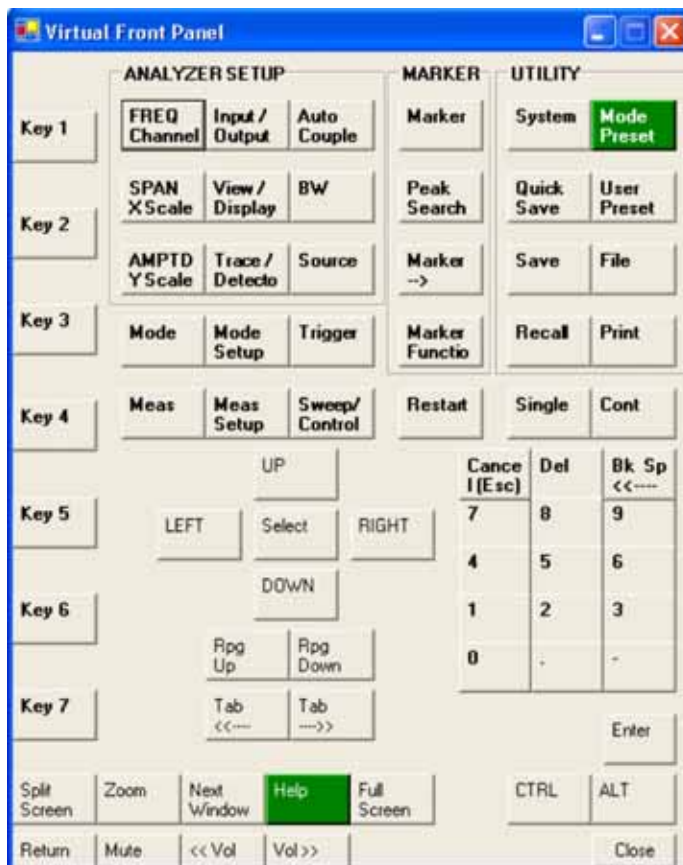 Virtual Front Panel
ANALYZER SETUP MARKER UTILITY
Key 1
FREQ Channel
Input / Output
Auto Couple
Marker
System
Mode Preset
Key 2
SPAN X Scale
View / Display
BW
Peak Search
Quick Save
User Preset
AMPTD Y Scale
Trace / Detecto
Source
Marker -->
Save
File
Key 3
Mode
Mode Setup
Trigger
Marker Functio
Recall
Print
Key 4
Meas
Meas Setup
Sweep/ Control
Restart
Single
Cont
UP
Cance l (Esc)
Del
Bk Sp <<----
Key 5
LEFT
Select
RIGHT
7 8 9
4 5 6
DOWN
Key 6
1 2 3
Rpg Up
Rpg Down
0 . -
Key 7
Tab <<----
Tab ---->>
Enter
Split Screen
Zoom
Next Window
Help
Full Screen
CTRL
ALT
Return
Mute
<< Vol
Vol >>
Close